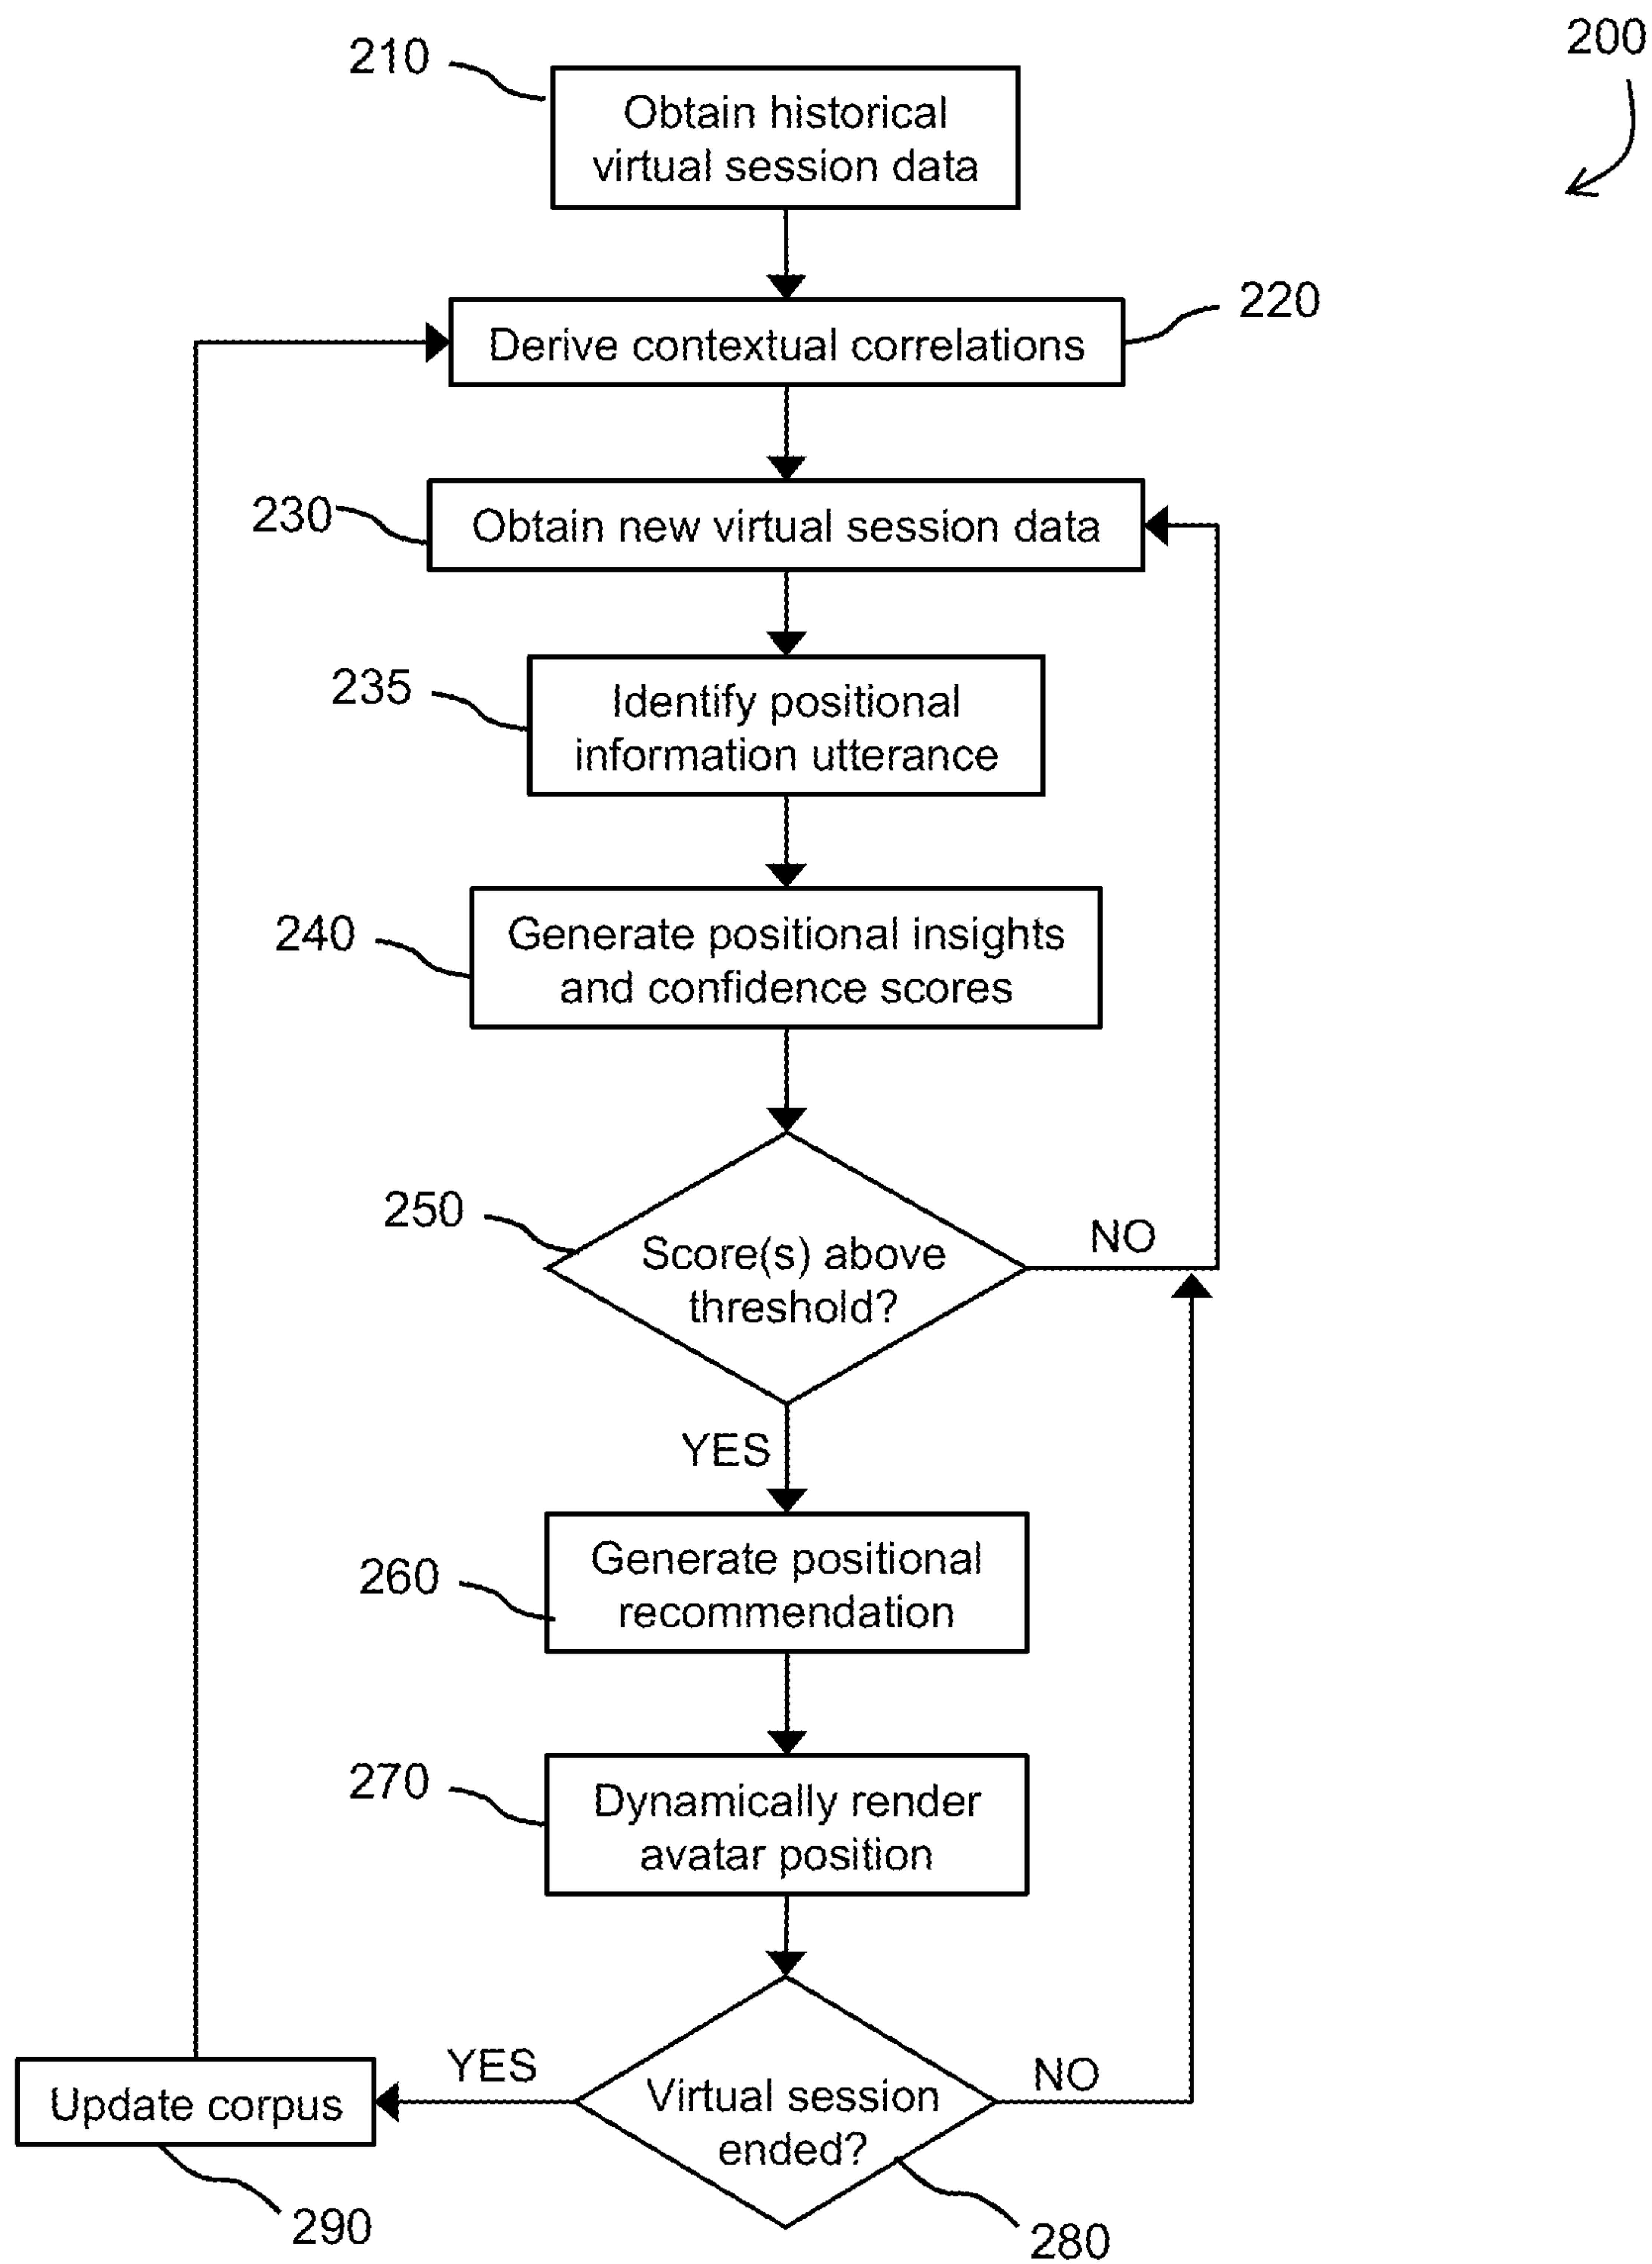 200
210
Obtain historical
virtual session data
220
Derive contextual correlations
230
Obtain new virtual session data
235
Identify positional
information utterance
240
Generate positional insights
and confidence scores
250
Score(s) above
threshold?
NO
YES
260
Generate positional
recommendation
270
Dynamically render
avatar position
Virtual session
ended?
YES
NO
Update corpus
290
280